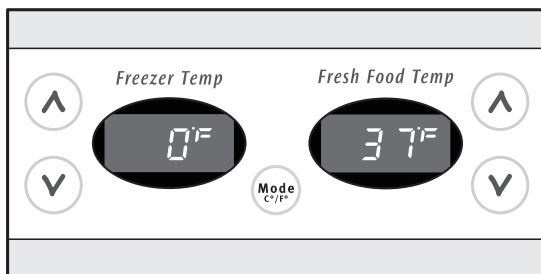 Freezer Temp
Fresh Food Temp
0°F
37°F
Mode
C°/F°